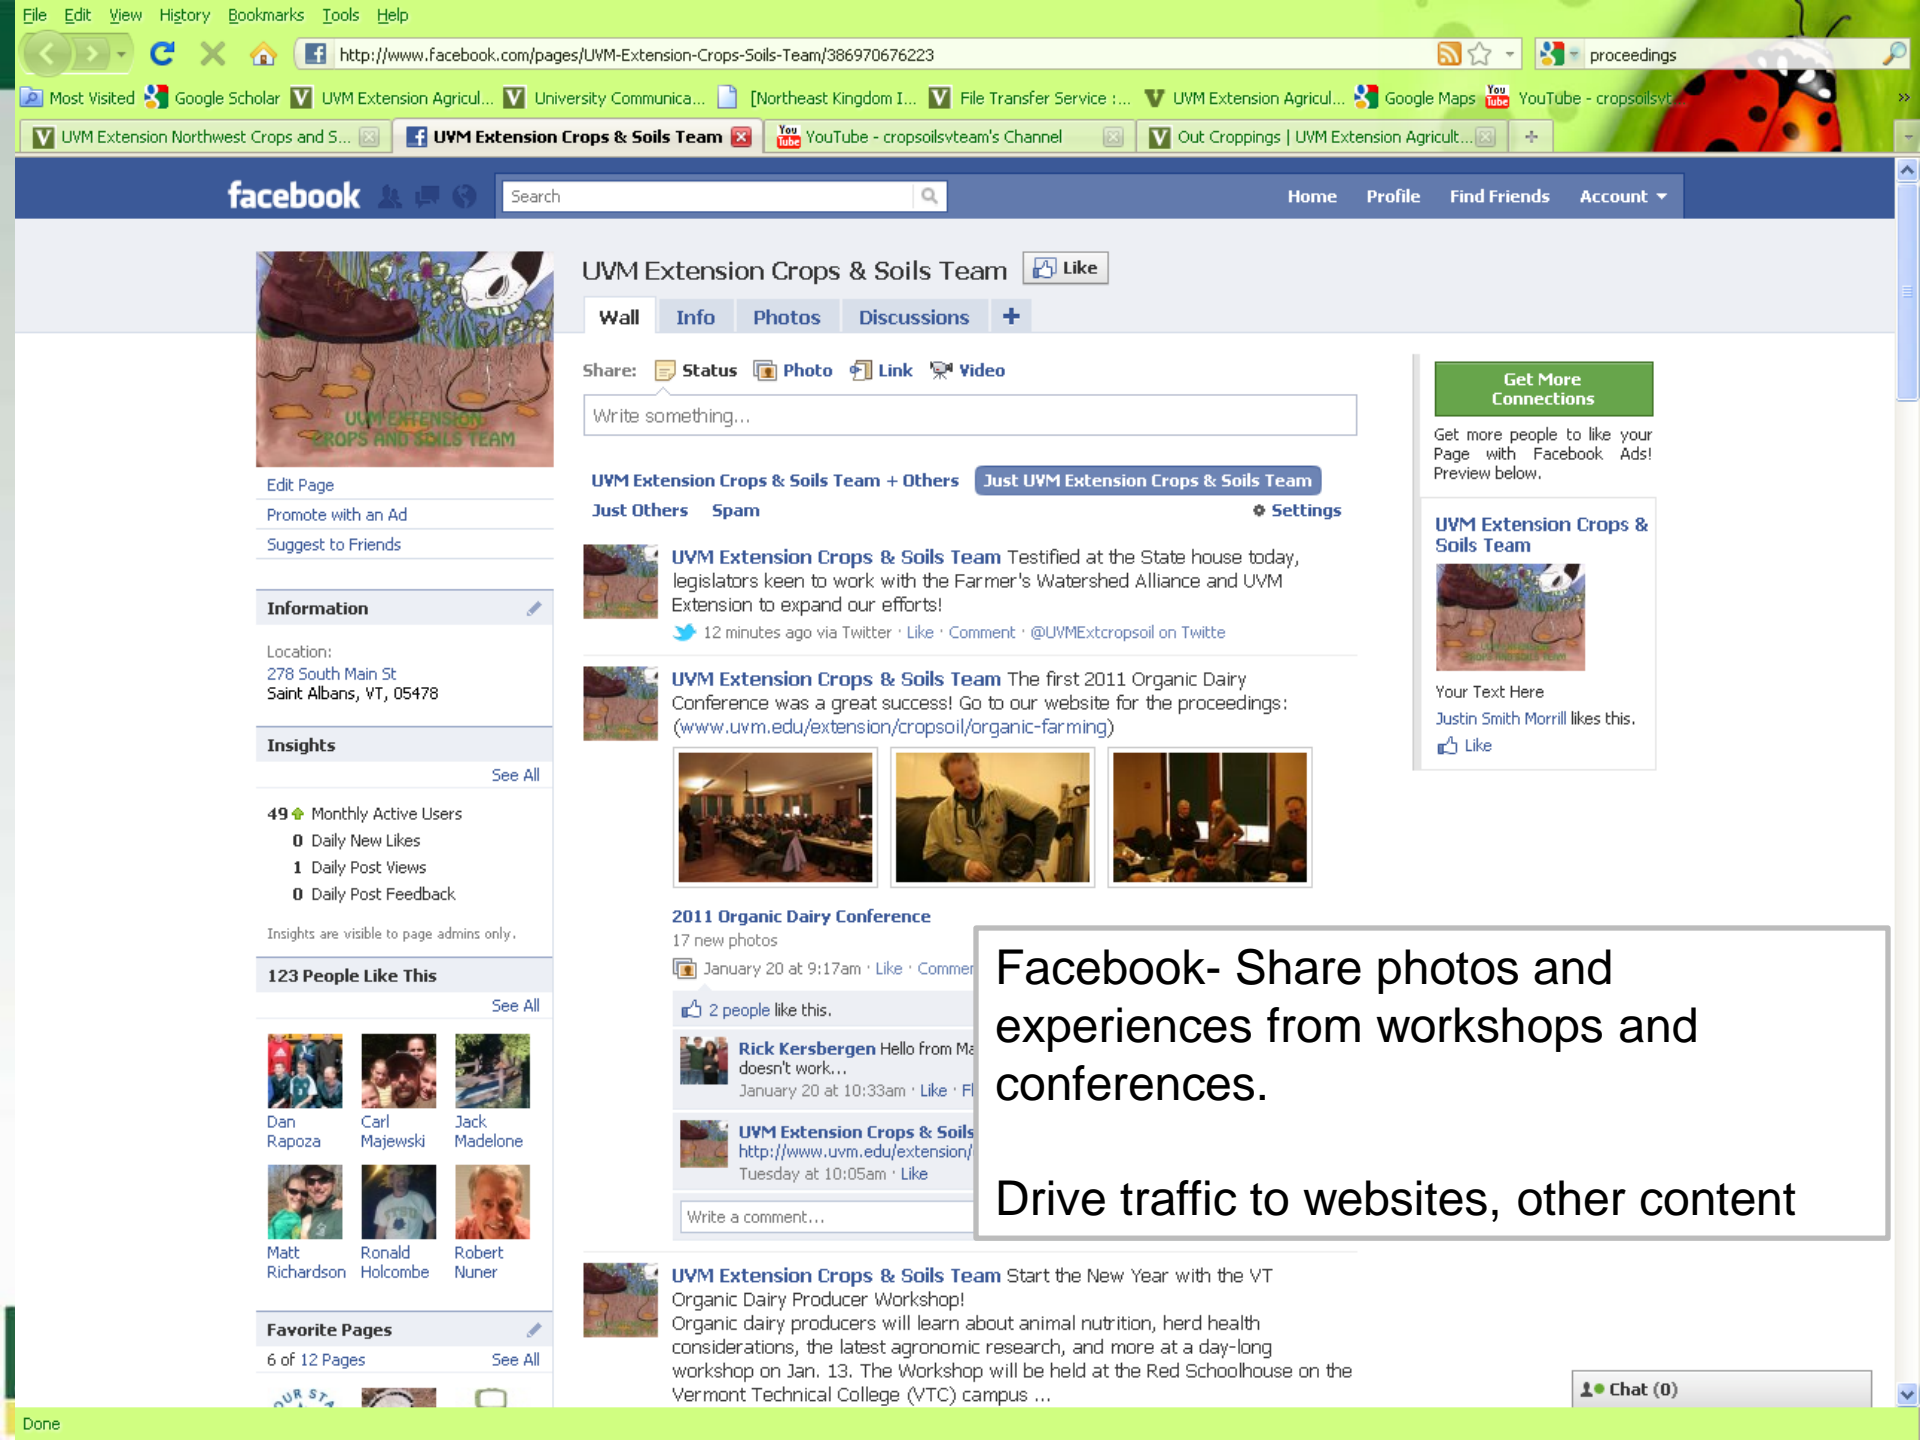 File Edit View History Bookmarks Tools Help
http://www.facebook.com/pages/UVM-Extension-Crops-Soils-Team/386970676223
proceedings
Most Visited Google Scholar UVM Extension Agricul... University Communica... [Northeast Kingdom I... File Transfer Service :... UVM Extension Agricul... Google Maps YouTube - cropsoilsvt
UVM Extension Northwest Crops and S... UVM Extension Crops & Soils Team YouTube - cropsoilsvteam's Channel Out Croppings | UVM Extension Agricult...
facebook Search Home Profile Find Friends Account
UVM EXTENSION
CROPS AND SOILS TEAM
Edit Page
Promote with an Ad
Suggest to Friends
Information
Location:
278 South Main St
Saint Albans, VT, 05478
Insights
See All
49 Monthly Active Users
0 Daily New Likes
1 Daily Post Views
0 Daily Post Feedback
Insights are visible to page admins only.
123 People Like This
See All
Dan Rapoza
Carl Majewski
Jack Madelone
Matt Richardson
Ronald Holcombe
Robert Nuner
Favorite Pages
6 of 12 Pages See All
OUR STA
UVM Extension Crops & Soils Team Like
Wall Info Photos Discussions +
Share: Status Photo Link Video
Write something...
UVM Extension Crops & Soils Team + Others Just UVM Extension Crops & Soils Team
Just Others Spam Settings
UVM Extension Crops & Soils Team Testified at the State house today,
legislators keen to work with the Farmer's Watershed Alliance and UVM
Extension to expand our efforts!
12 minutes ago via Twitter · Like · Comment · @UVMExtcropsoil on Twitte
UVM Extension Crops & Soils Team The first 2011 Organic Dairy
Conference was a great success! Go to our website for the proceedings:
(www.uvm.edu/extension/cropsoil/organic-farming)
2011 Organic Dairy Conference
17 new photos
January 20 at 9:17am · Like · Commen
2 people like this.
Rick Kersbergen Hello from Ma
doesn't work...
January 20 at 10:33am · Like · Fl
UVM Extension Crops & Soils
http://www.uvm.edu/extension/
Tuesday at 10:05am · Like
Write a comment...
UVM Extension Crops & Soils Team Start the New Year with the VT
Organic Dairy Producer Workshop!
Organic dairy producers will learn about animal nutrition, herd health
considerations, the latest agronomic research, and more at a day-long
workshop on Jan. 13. The Workshop will be held at the Red Schoolhouse on the
Vermont Technical College (VTC) campus ...
Get More
Connections
Get more people to like your
Page with Facebook Ads!
Preview below.
UVM Extension Crops &
Soils Team
Your Text Here
Justin Smith Morrill likes this.
Like
Facebook- Share photos and
experiences from workshops and
conferences.
Drive traffic to websites, other content
Chat (0)
Done